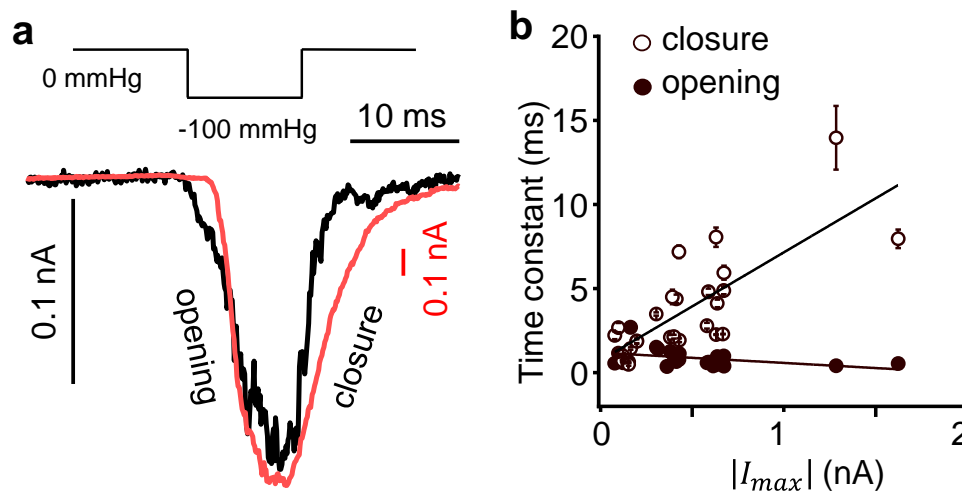 a
0 mmHg
-100 mmHg
10 ms
0.1 nA
opening
closure
0.1 nA
b
closure
opening
Time constant (ms)
20
15
10
5
0
0 1 2
|I_max| (nA)